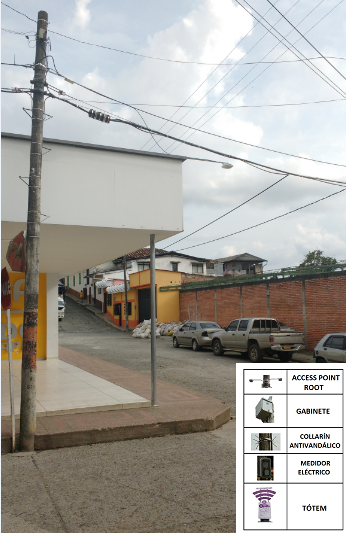 ACCESS POINT
ROOT
GABINETE
COLLARÍN
ANTIVANDÁLICO
MEDIDOR
ELÉCTRICO
TÓTEM